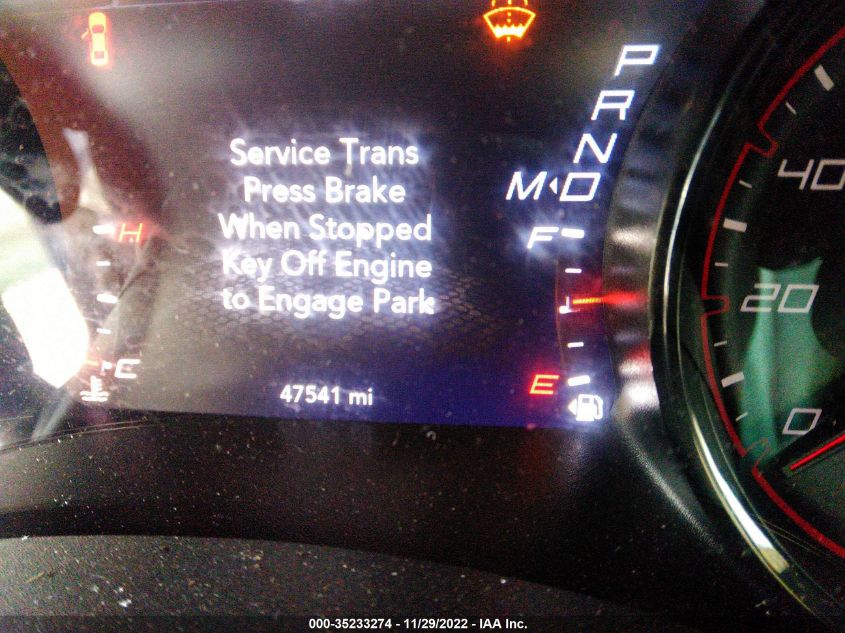 P
R
N
M D
Service Trans
Press Brake
When Stopped
Key Off Engine
to Engage Park
H
C
F
E
47541 mi
40
20
0
000-35233274 - 11/29/2022 - IAA Inc.